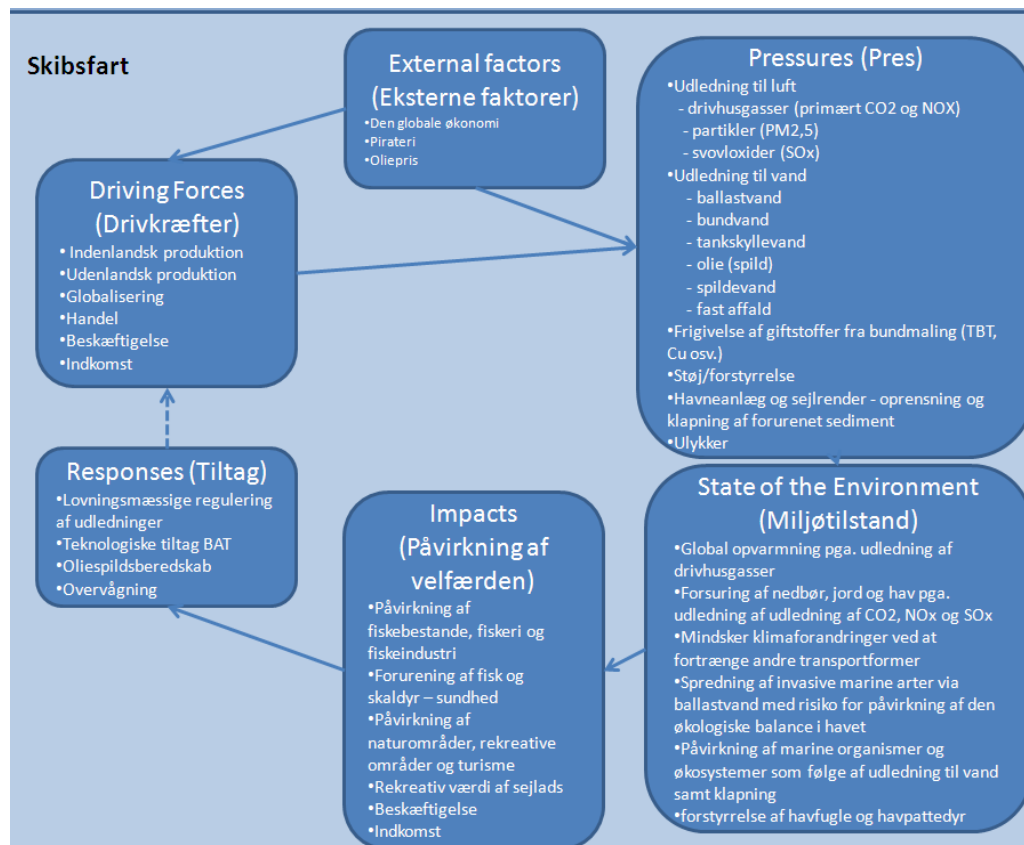 Skibsfart
External factors
(Eksterne faktorer)
•Den globale økonomi
•Pirateri
•Oliepris
Pressures (Pres)
•Udledning til luft
- drivhusgasser (primært CO2 og NOX)
- partikler (PM2,5)
- svovloxider (SOx)
•Udledning til vand
- ballastvand
- bundvand
- tankskyllevand
- olie (spild)
- spildevand
- fast affald
•Frigivelse af giftstoffer fra bundmaling (TBT,
Cu osv.)
•Støj/forstyrrelse
•Havneanlæg og sejlrender - oprensning og
klapning af forurenet sediment
•Ulykker
Driving Forces
(Drivkræfter)
• Indenlandsk produktion
•Udenlandsk produktion
•Globalisering
•Handel
•Beskæftigelse
•Indkomst
Responses (Tiltag)
•Lovningsmæssige regulering
af udledninger
•Teknologiske tiltag BAT
•Oliespildsberedskab
•Overvågning
Impacts
(Påvirkning af
velfærden)
•Påvirkning af
fiskebestande, fiskeri og
fiskeindustri
•Forurening af fisk og
skaldyr – sundhed
•Påvirkning af
naturområder, rekreative
områder og turisme
•Rekreativ værdi af sejlads
•Beskæftigelse
•Indkomst
State of the Environment
(Miljøtilstand)
•Global opvarmning pga. udledning af
drivhusgasser
•Forsuring af nedbør, jord og hav pga.
udledning af udledning af CO2, NOx og SOx
•Mindsker klimaforandringer ved at
fortrænge andre transportformer
•Spredning af invasive marine arter via
ballastvand med risiko for påvirkning af den
økologiske balance i havet
•Påvirkning af marine organismer og
økosystemer som følge af udledning til vand
samt klapning
•forstyrrelse af havfugle og havpattedyr